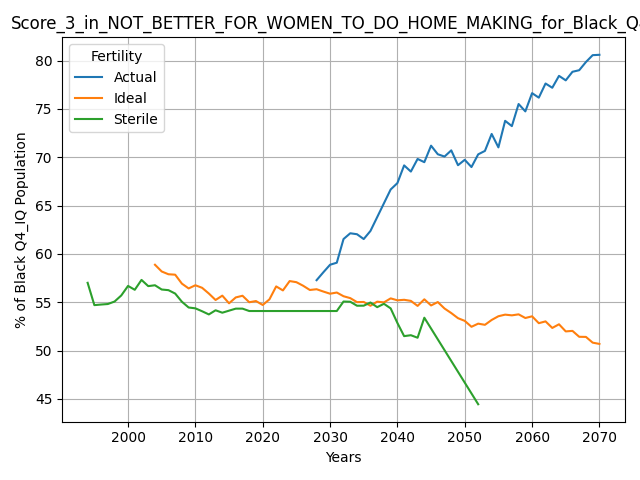 Score_3_in_NOT_BETTER_FOR_WOMEN_TO_DO_HOME_MAKING_for_Black_Q
Fertility
Actual
Ideal
Sterile
% of Black Q4_IQ Population
80
75
70
65
60
55
50
45
2000
2010
2020
2030
2040
2050
2060
2070
Years